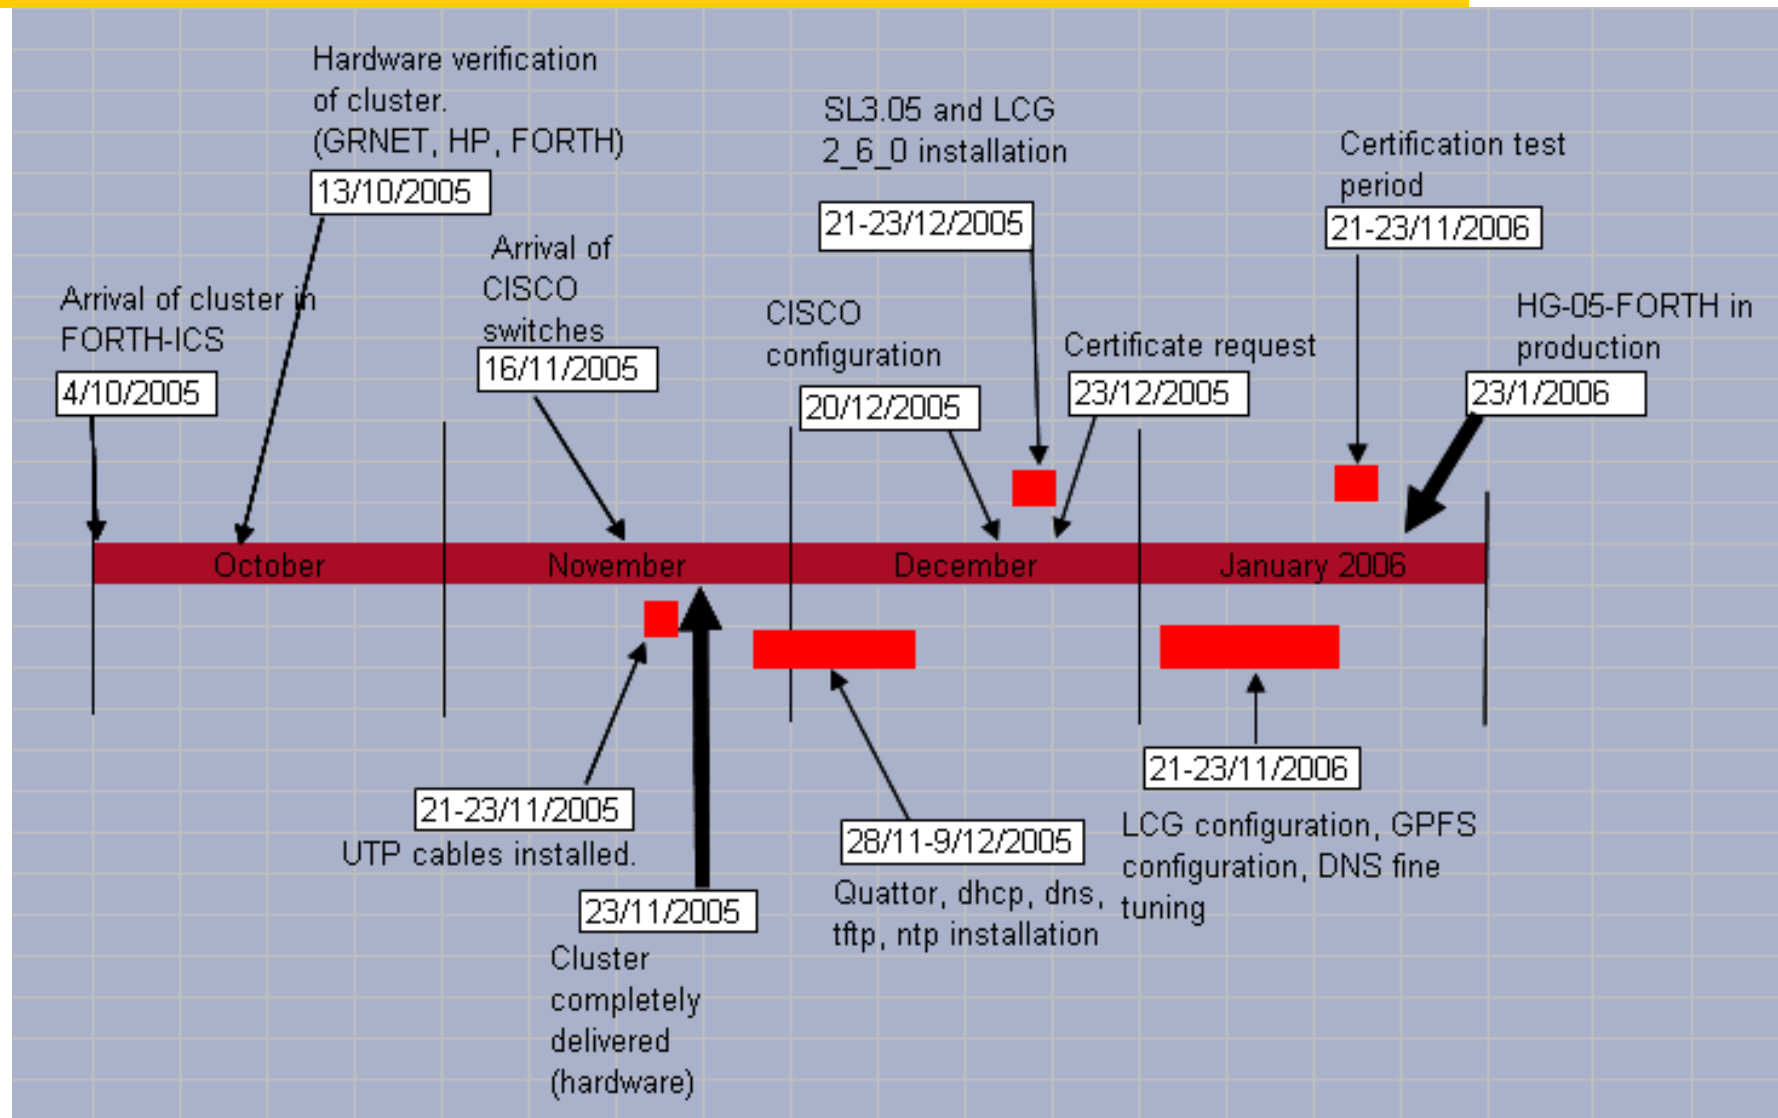 Hardware verification
of cluster.
(GRNET, HP, FORTH)
13/10/2005
SL3.05 and LCG
2_6_0 installation
21-23/12/2005
Certification test
period
21-23/11/2006
Arrival of cluster in
FORTH-ICS
4/10/2005
Arrival of
CISCO
switches
16/11/2005
CISCO
configuration
20/12/2005
Certificate request
23/12/2005
HG-05-FORTH in
production
23/1/2006
October
November
December
January 2006
21-23/11/2005
UTP cables installed.
23/11/2005
Cluster
completely
delivered
(hardware)
28/11-9/12/2005
Quattor, dhcp, dns,
tftp, ntp installation
21-23/11/2006
LCG configuration, GPFS
configuration, DNS fine
tuning